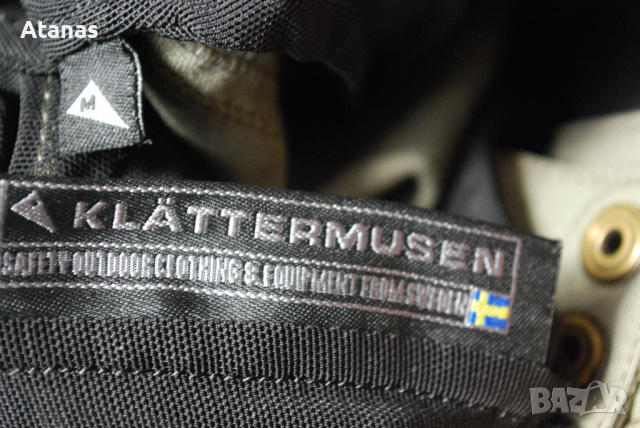 Atanas
M
KLÄTTERMUSEN
SAFETY OUTDOOR CLOTHING & EQUIPMENT FROM SWEDEN
BAZAR